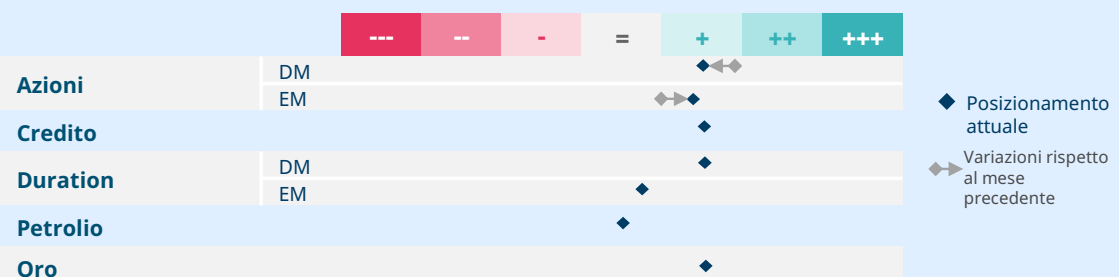 --- -- - = + ++ +++
Azioni
DM
EM
Credito
Duration
DM
EM
Petrolio
Oro
Posizionamento
attuale
Variazioni rispetto
al mese
precedente